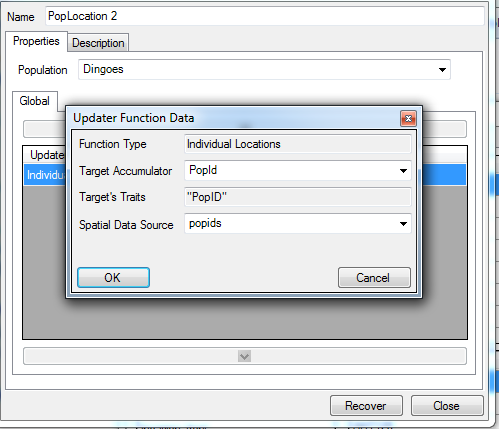 Name PopLocation 2
Properties Description
Population Dingoes
Global
Updater Function Data
Function Type Individual Locations
Update
Target Accumulator PopId
Individua
Target's Traits "PopID"
Spatial Data Source popids
OK Cancel
Recover Close